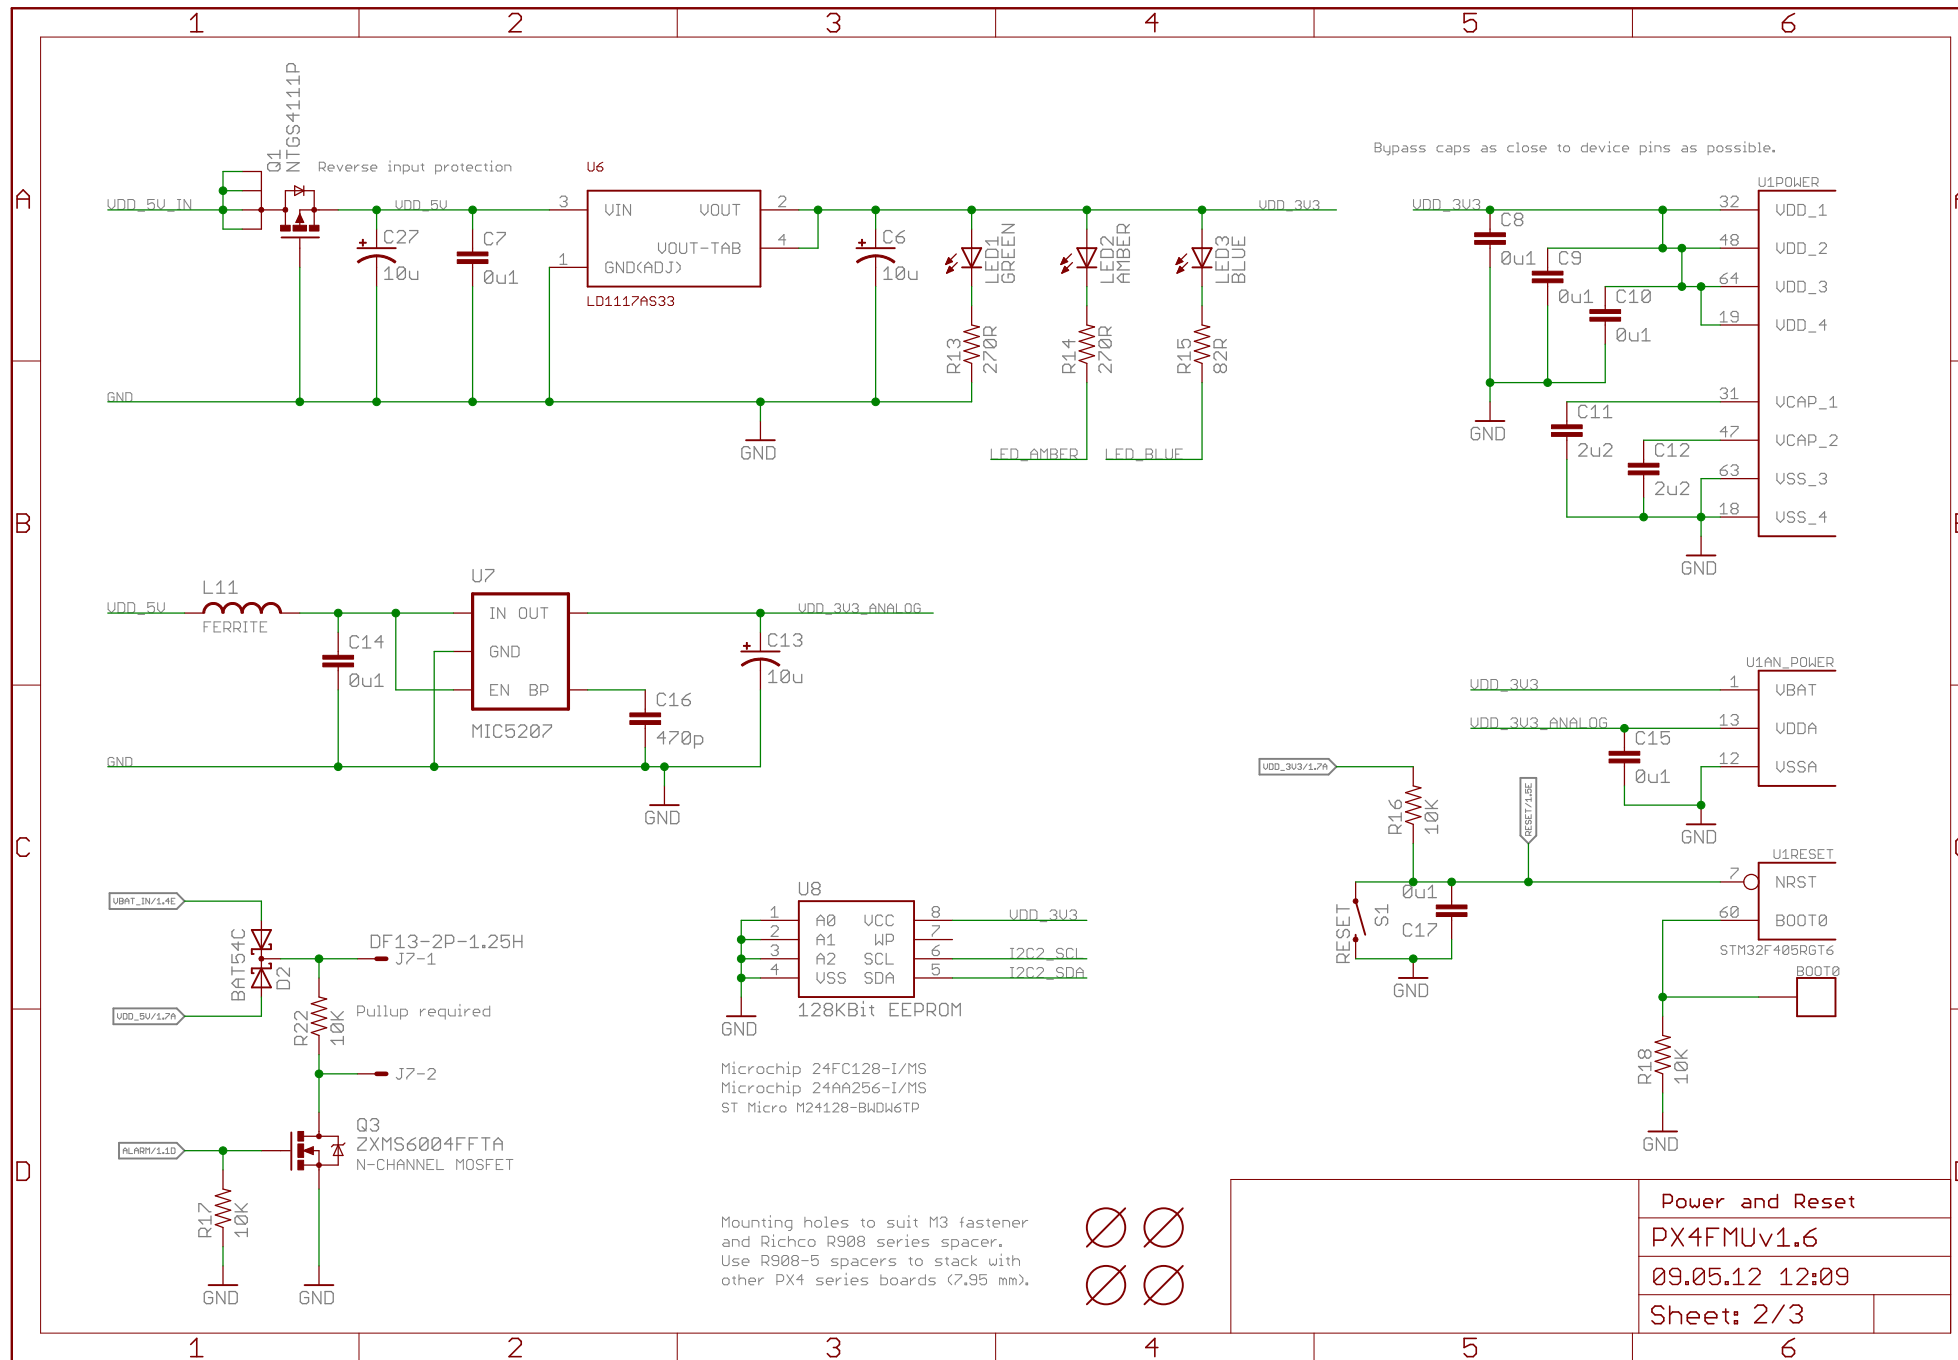 1 2 3 4 5 6
A
Q1
NTGS4111P
Reverse input protection
VDD_5V_IN
VDD_5V
C27
10u
C7
0u1
U6
3 VIN VOUT 2
VOUT-TAB 4
1 GND(ADJ)
LD1117AS33
C6
10u
LED1
GREEN
LED2
AMBER
LED3
BLUE
VDD_3V3
R13
270R
R14
270R
R15
82R
GND
GND
LED_AMBER
LED_BLUE
Bypass caps as close to device pins as possible.
U1POWER
VDD_3V3
C8
0u1
C9
0u1
C10
0u1
32 VDD_1
48 VDD_2
64 VDD_3
19 VDD_4
31 VCAP_1
47 VCAP_2
63 VSS_3
18 VSS_4
GND
C11
2u2
C12
2u2
GND
B
VDD_5V
L11
FERRITE
C14
0u1
U7
IN OUT
GND
EN BP
MIC5207
VDD_3V3_ANALOG
C13
10u
C16
470p
GND
GND
U1AN_POWER
VDD_3V3
1 VBAT
VDD_3V3_ANALOG
13 VDDA
12 VSSA
C15
0u1
GND
C
VDD_3V3/1.7A
R16
10K
RESET/1.5E
U1RESET
7 NRST
60 BOOT0
STM32F405RGT6
BOOT0
RESET
S1
0u1
C17
GND
R18
10K
GND
VBAT_IN/1.4E
BAT54C
D2
DF13-2P-1.25H
J7-1
VDD_5V/1.7A
R22
10K
Pullup required
J7-2
U8
1 A0 VCC 8 VDD_3V3
2 A1 WP 7
3 A2 SCL 6 I2C2_SCL
4 VSS SDA 5 I2C2_SDA
128KBit EEPROM
GND
Microchip 24FC128-I/MS
Microchip 24AA256-I/MS
ST Micro M24128-BWDW6TP
D
ALARM/1.1D
Q3
ZXMS6004FFTA
N-CHANNEL MOSFET
R17
10K
GND
GND
Mounting holes to suit M3 fastener
and Richco R908 series spacer.
Use R908-5 spacers to stack with
other PX4 series boards (7.95 mm).
Power and Reset
PX4FMUv1.6
09.05.12 12:09
Sheet: 2/3
1 2 3 4 5 6